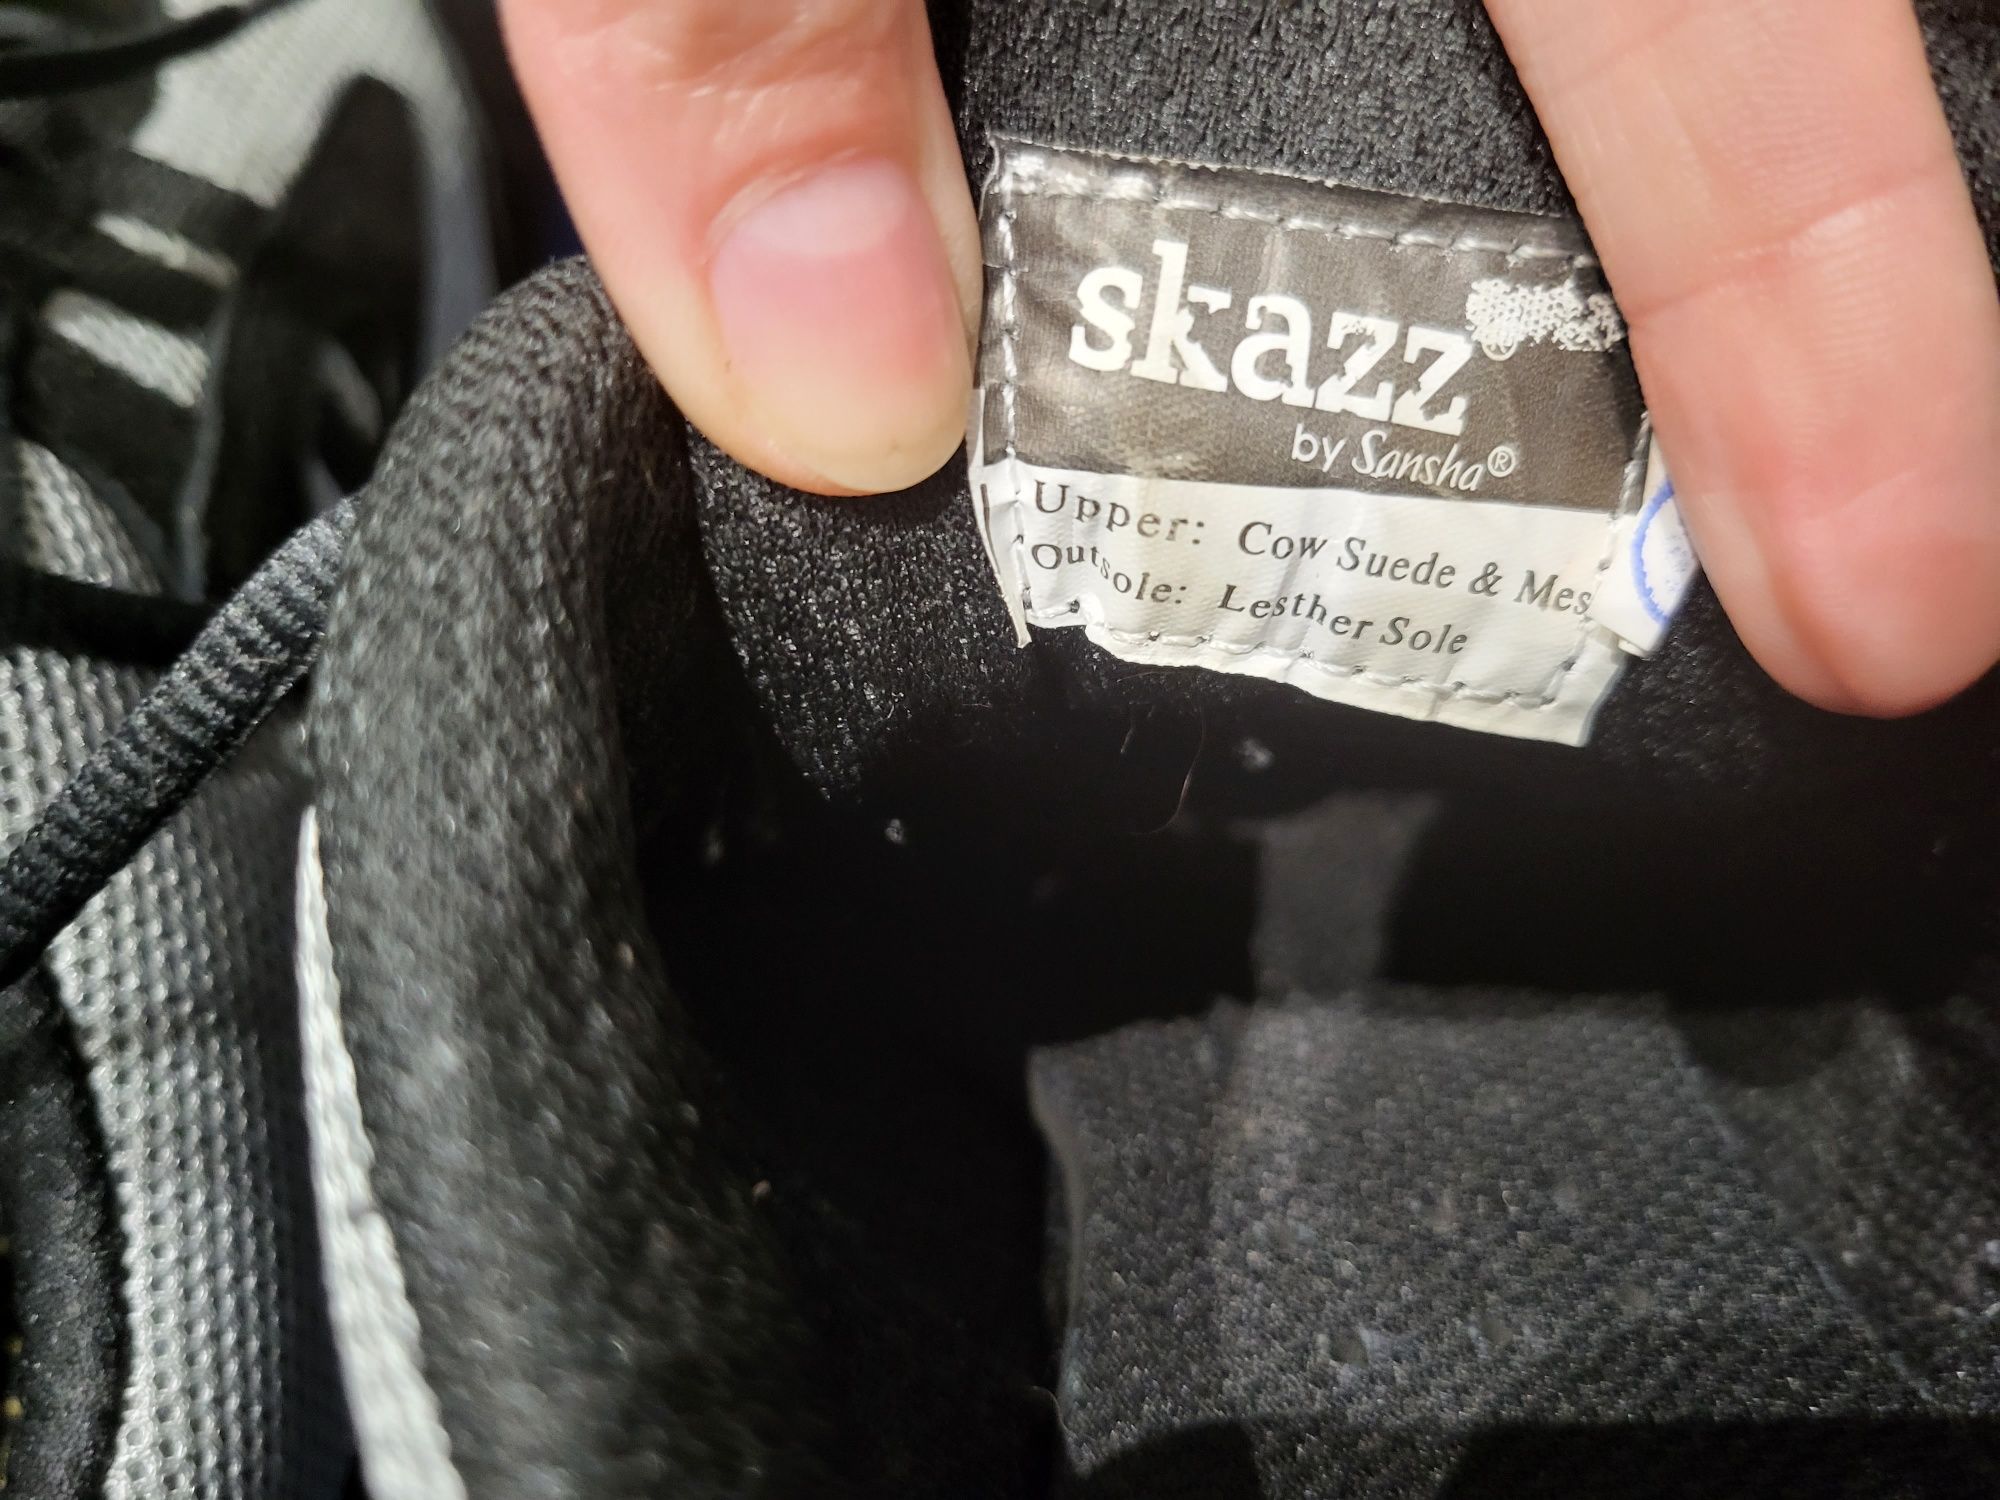 skazz®
by Sansha®
Upper: Cow Suede & Mes
Outsole: Lesther Sole